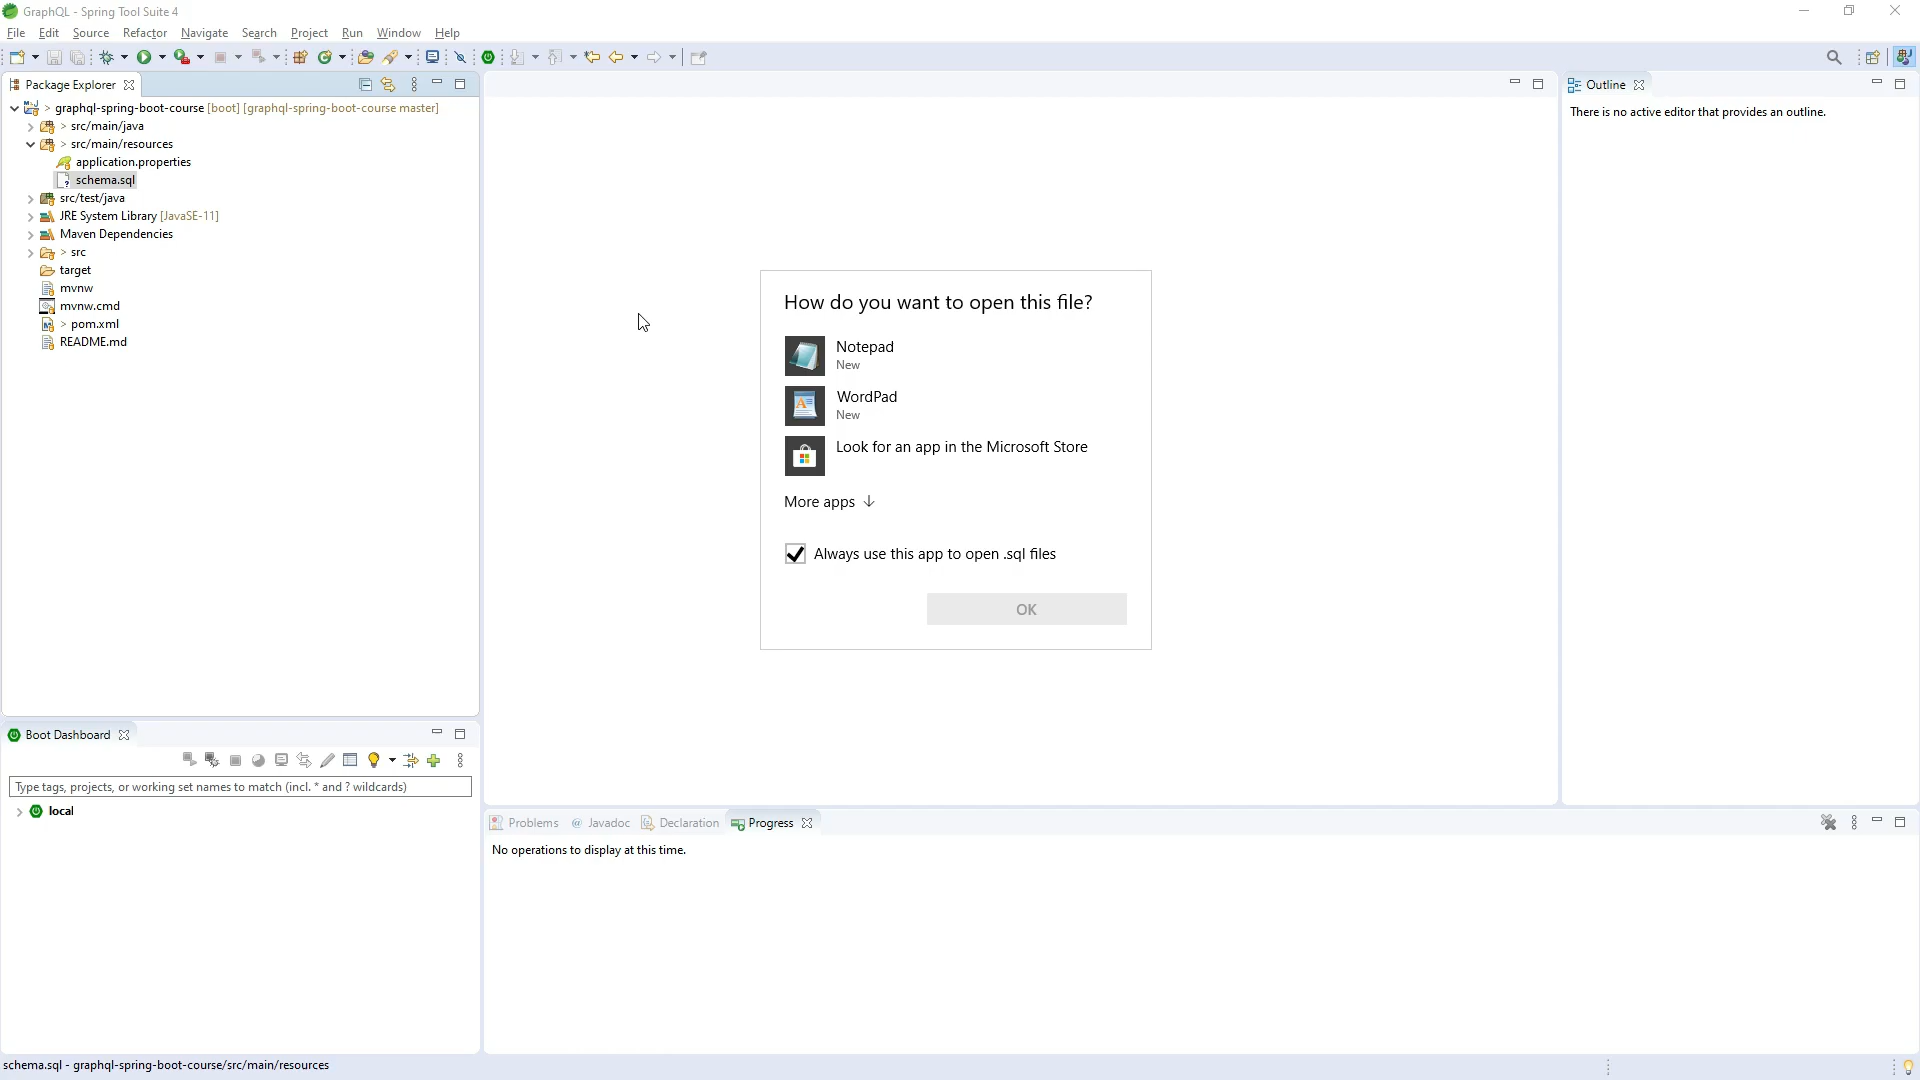 GraphQL - Spring Tool Suite 4
File Edit Source Refactor Navigate Search Project Run Window Help
Package Explorer
> graphql-spring-boot-course [boot] [graphql-spring-boot-course master]
> src/main/java
> src/main/resources
application.properties
schema.sql
src/test/java
JRE System Library [JavaSE-11]
Maven Dependencies
> src
target
mvnw
mvnw.cmd
> pom.xml
README.md
Outline
There is no active editor that provides an outline.
How do you want to open this file?
Notepad
New
WordPad
New
Look for an app in the Microsoft Store
More apps
Always use this app to open .sql files
OK
Boot Dashboard
Type tags, projects, or working set names to match (incl. * and ? wildcards)
local
Problems @ Javadoc Declaration Progress
No operations to display at this time.
schema.sql - graphql-spring-boot-course/src/main/resources